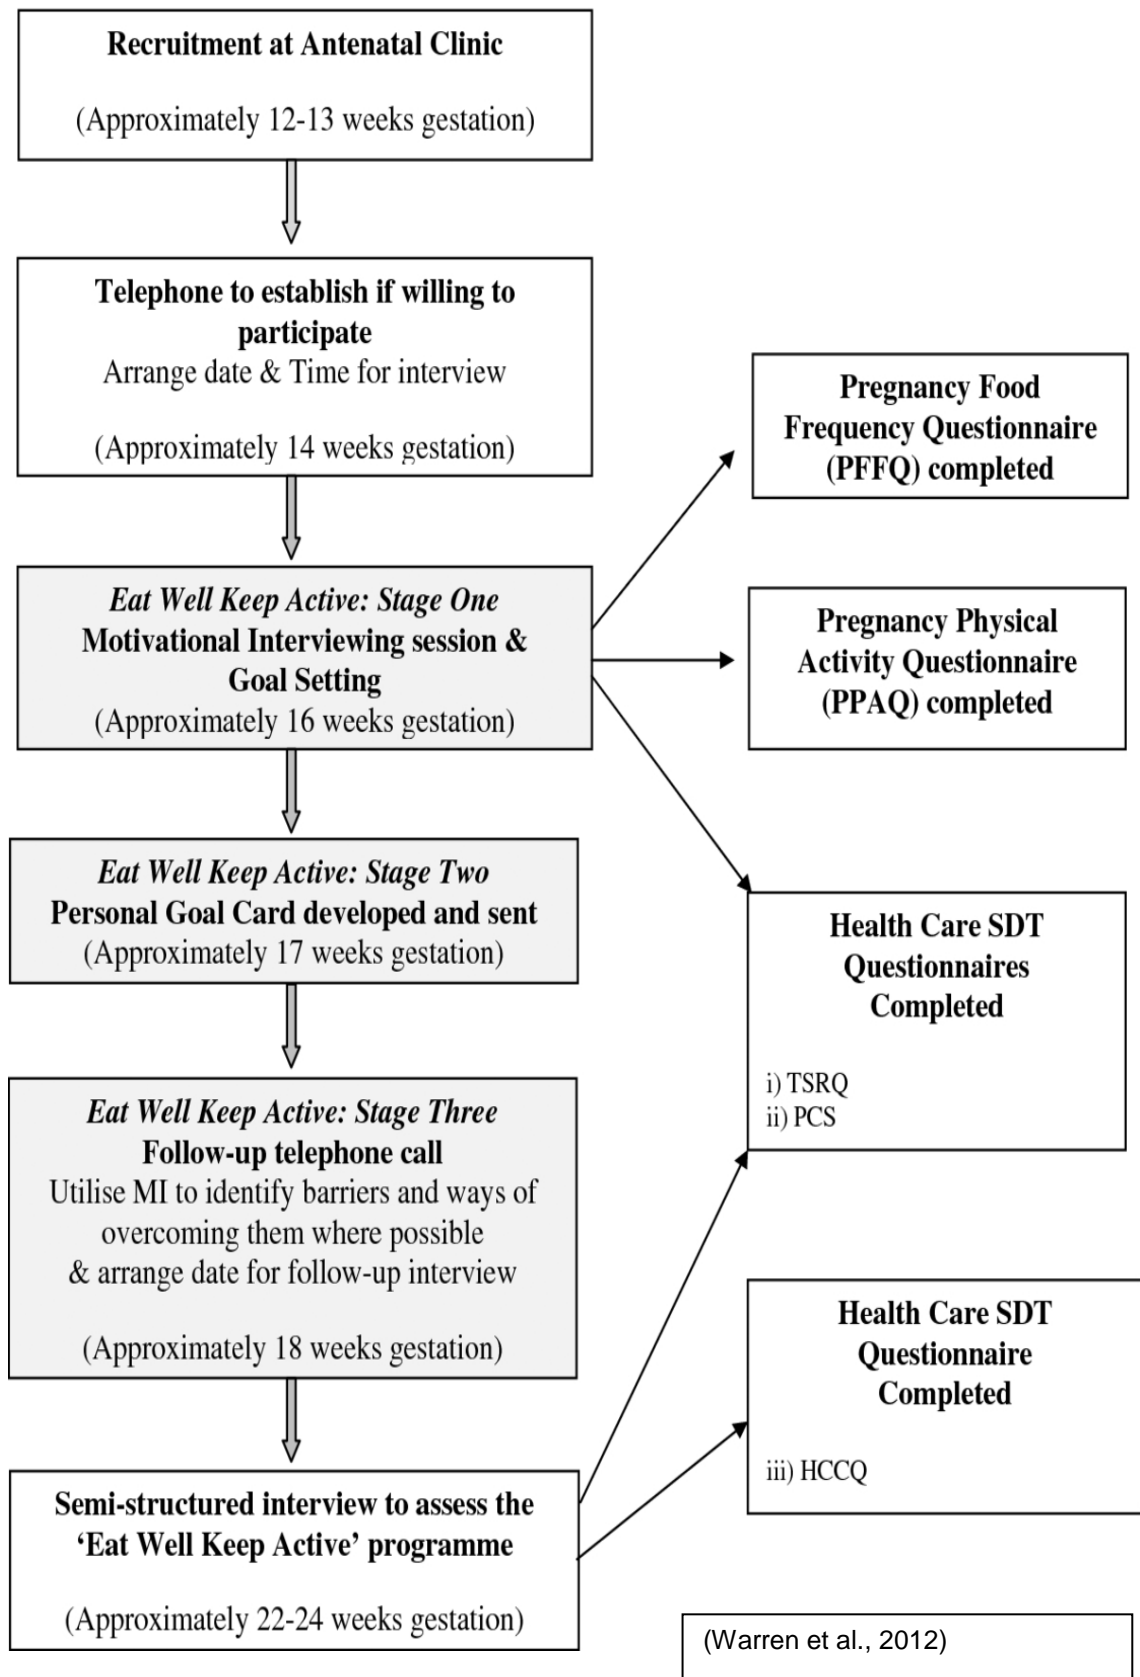 Recruitment at Antenatal Clinic
(Approximately 12-13 weeks gestation)
Telephone to establish if willing to
participate
Arrange date & Time for interview
(Approximately 14 weeks gestation)
Eat Well Keep Active: Stage One
Motivational Interviewing session &
Goal Setting
(Approximately 16 weeks gestation)
Eat Well Keep Active: Stage Two
Personal Goal Card developed and sent
(Approximately 17 weeks gestation)
Eat Well Keep Active: Stage Three
Follow-up telephone call
Utilise MI to identify barriers and ways of
overcoming them where possible
& arrange date for follow-up interview
(Approximately 18 weeks gestation)
Semi-structured interview to assess the
‘Eat Well Keep Active’ programme
(Approximately 22-24 weeks gestation)
Pregnancy Food
Frequency Questionnaire
(PFFQ) completed
Pregnancy Physical
Activity Questionnaire
(PPAQ) completed
Health Care SDT
Questionnaires
Completed
i) TSRQ
ii) PCS
Health Care SDT
Questionnaire
Completed
iii) HCCQ
(Warren et al., 2012)